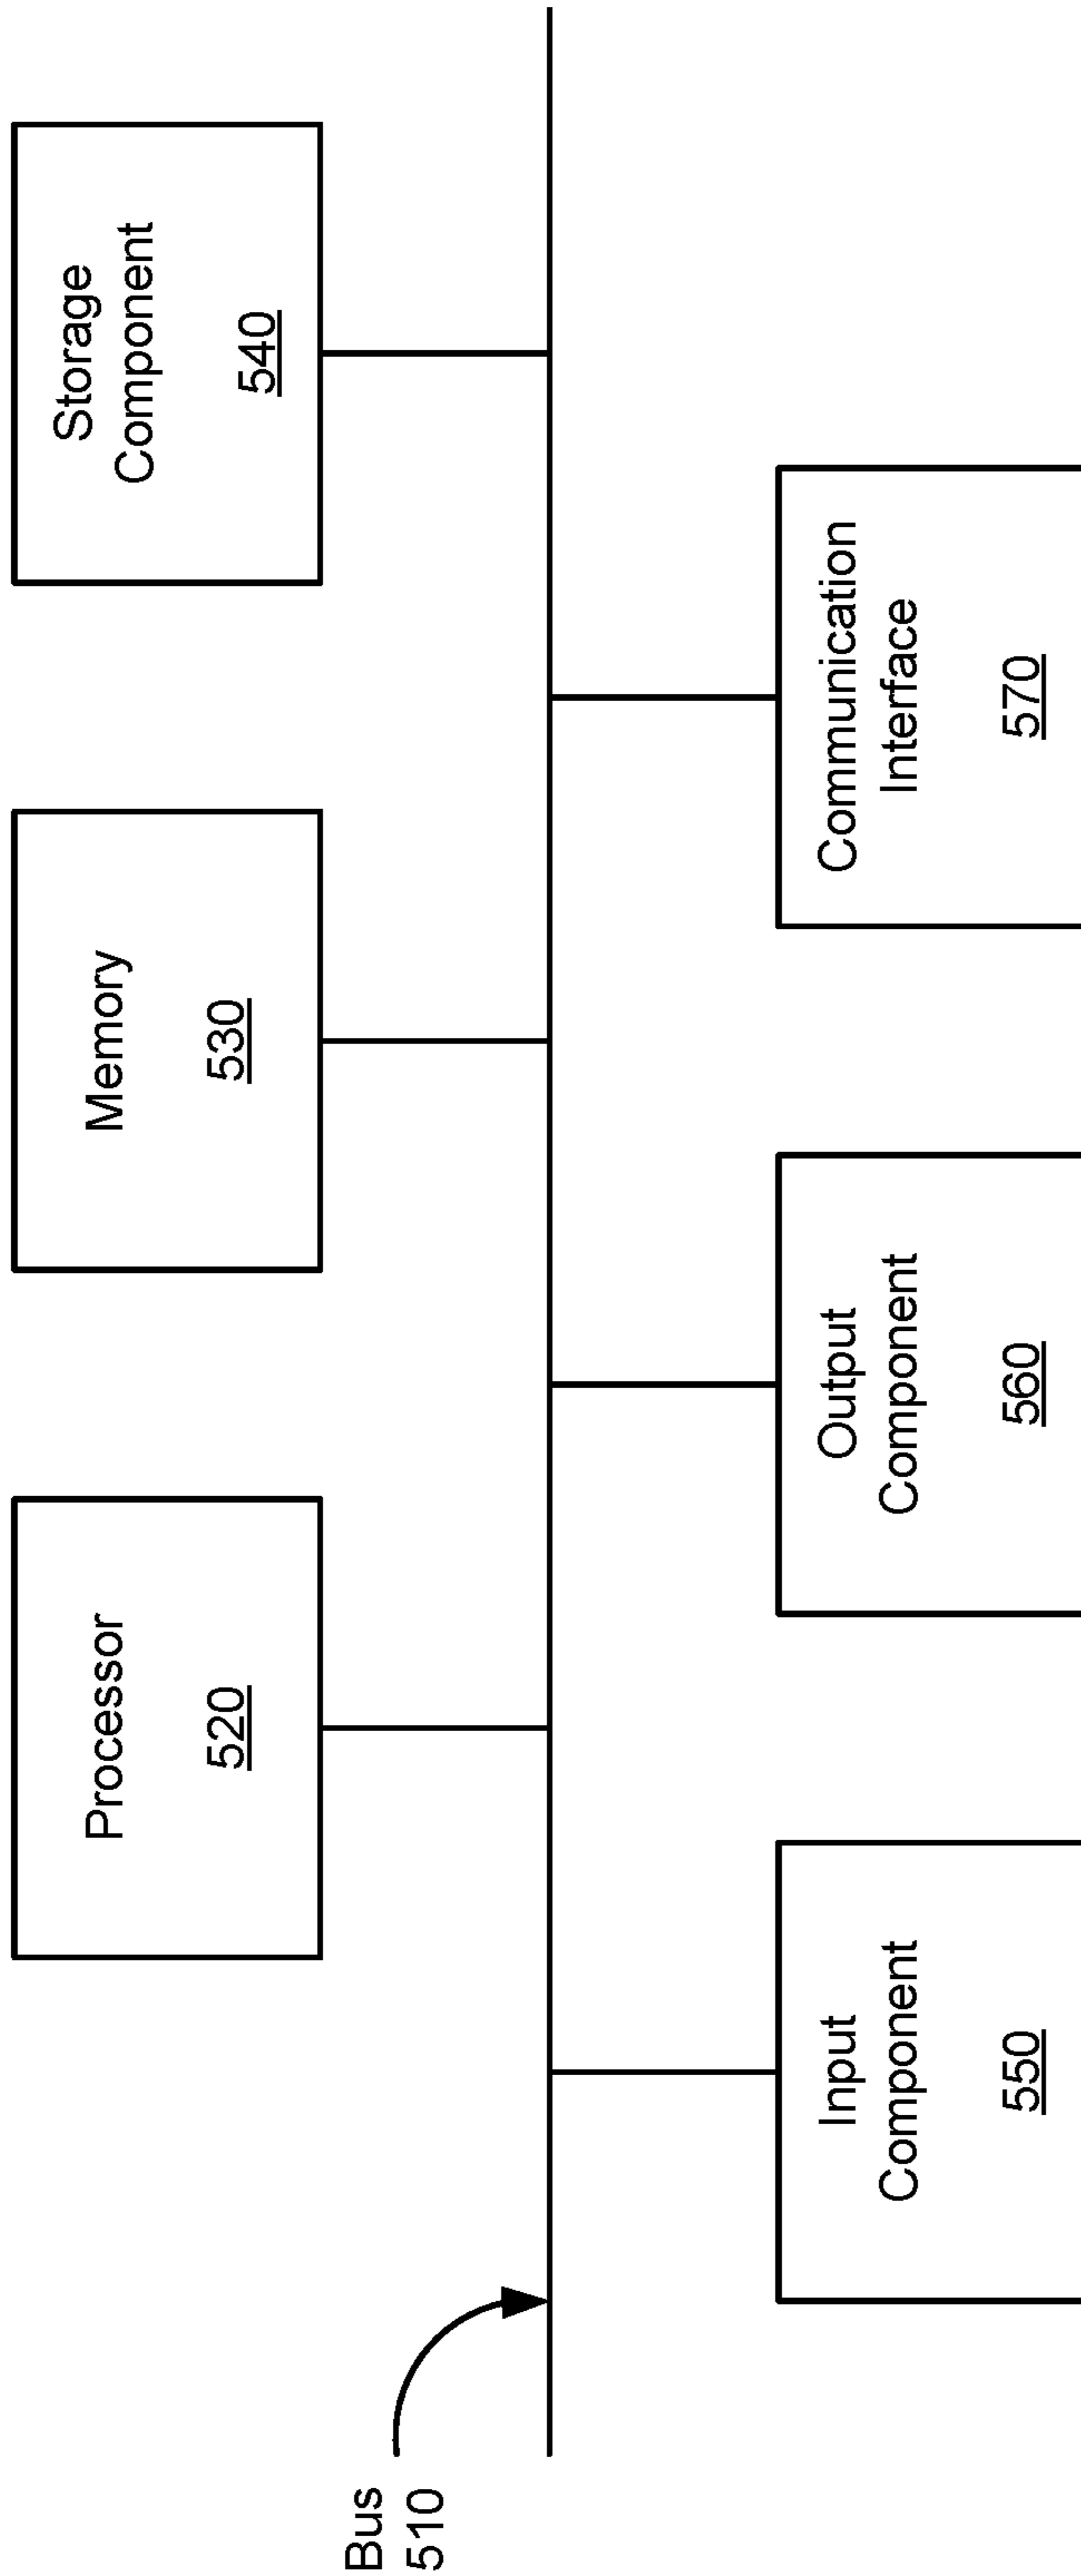 Processor
520
Memory
530
Storage
Component
540
Bus
510
Input
Component
550
Output
Component
560
Communication
Interface
570